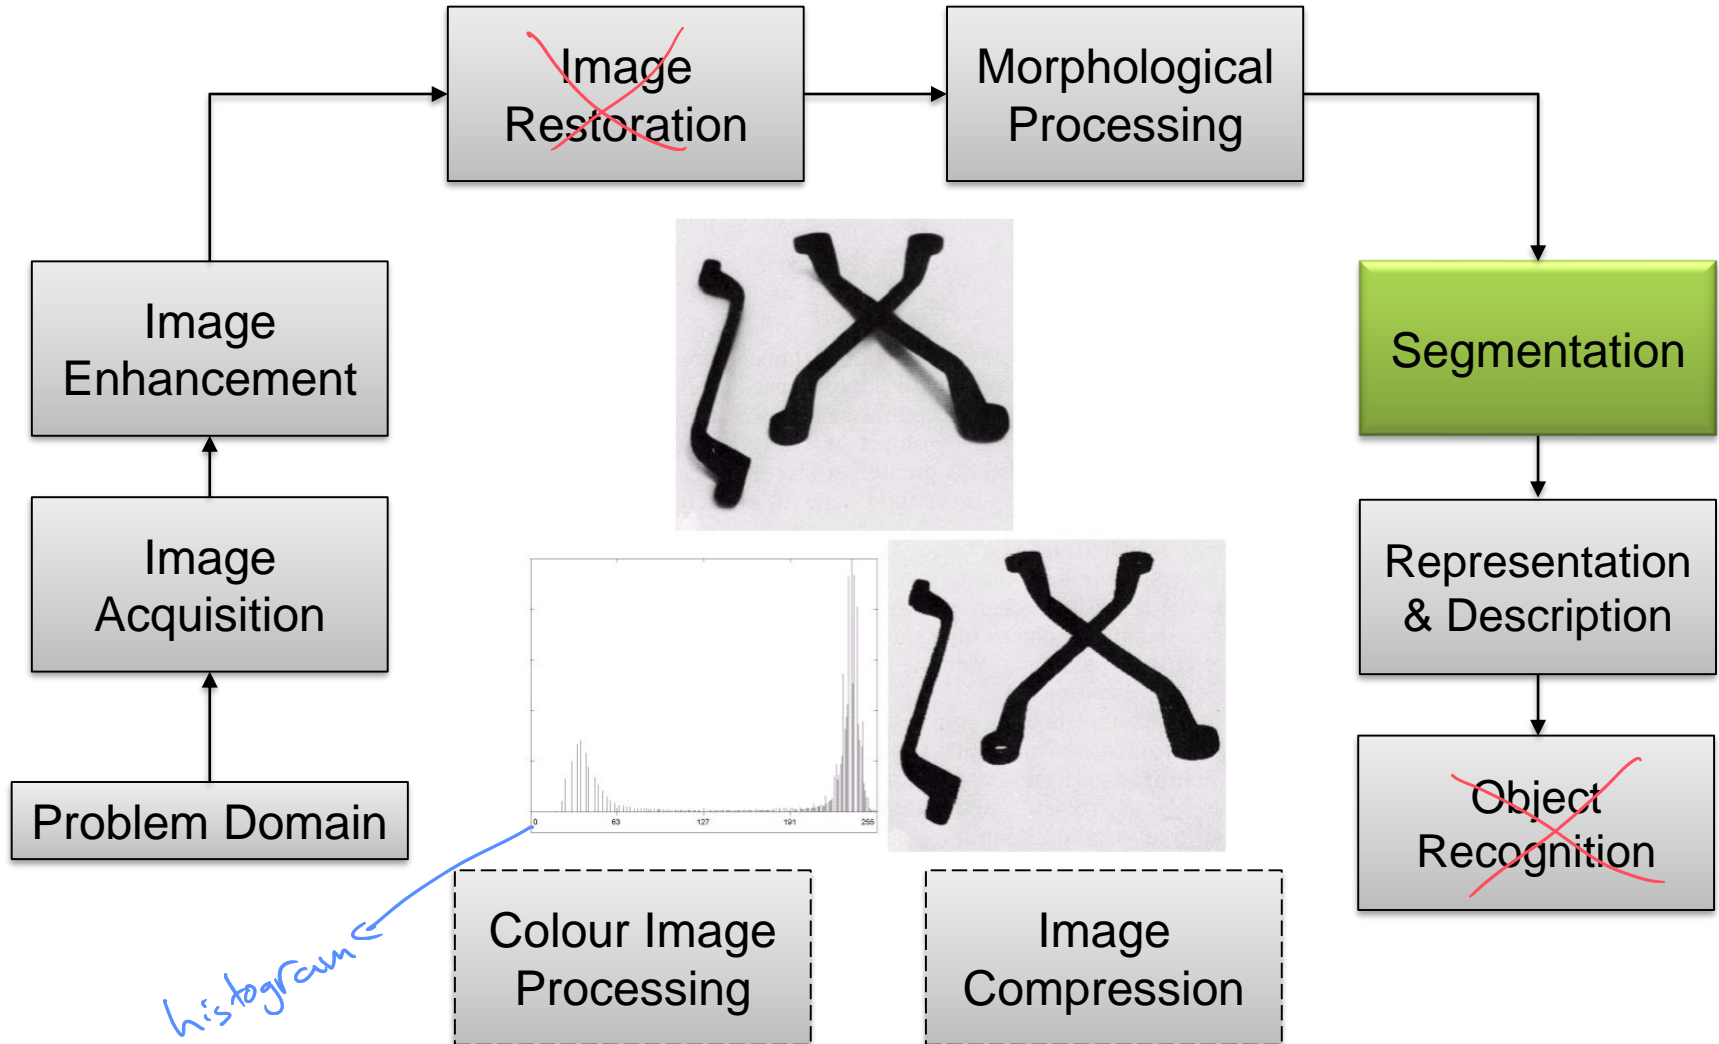 Image
Restoration
Morphological
Processing
Image
Enhancement
Segmentation
Image
Acquisition
Representation
& Description
Problem Domain
0 63 127 191 255
Object
Recognition
histogram
Colour Image
Processing
Image
Compression